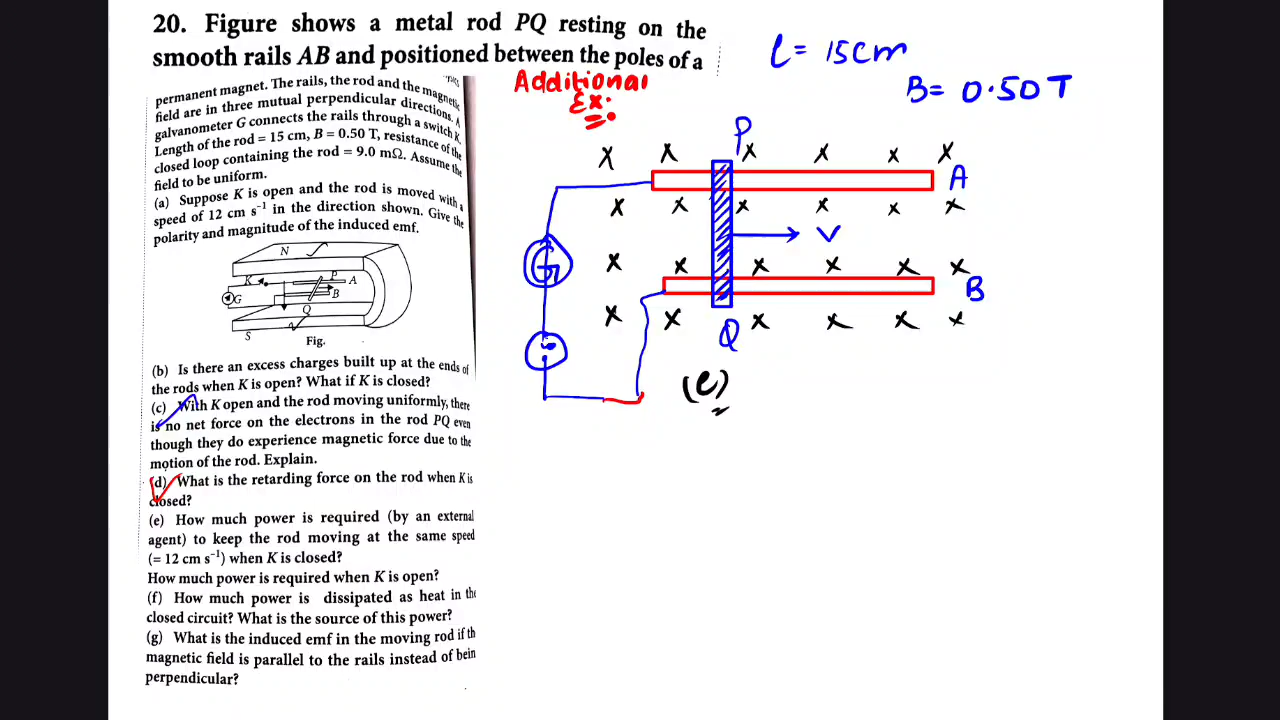 20. Figure shows a metal rod PQ resting on the
smooth rails AB and positioned between the poles of a
permanent magnet. The rails, the rod and the magnetic
field are in three mutual perpendicular directions. A
galvanometer G connects the rails through a switch K.
Length of the rod = 15 cm, B = 0.50 T, resistance of the
closed loop containing the rod = 9.0 mΩ. Assume the
field to be uniform.
(a) Suppose K is open and the rod is moved with a
speed of 12 cm s⁻¹ in the direction shown. Give the
polarity and magnitude of the induced emf.
N
K
P
A
G
B
Q
S
Fig.
(b) Is there an excess charges built up at the ends of
the rods when K is open? What if K is closed?
(c) With K open and the rod moving uniformly, there
is no net force on the electrons in the rod PQ even
though they do experience magnetic force due to the
motion of the rod. Explain.
(d) What is the retarding force on the rod when K is
closed?
(e) How much power is required (by an external
agent) to keep the rod moving at the same speed
(= 12 cm s⁻¹) when K is closed?
How much power is required when K is open?
(f) How much power is dissipated as heat in the
closed circuit? What is the source of this power?
(g) What is the induced emf in the moving rod if th
magnetic field is parallel to the rails instead of bein
perpendicular?
Additional
Ex:
l = 15cm
B = 0.50 T
P
x x x x x x
A
x x x x x x
V
G
x x x x x x
B
x x x x x x
Q
(e)